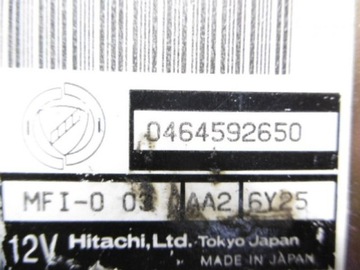 0464592650
MFI-0 03 AA2 6Y25
12V Hitachi,Ltd. Tokyo Japan
MADE IN JAPAN